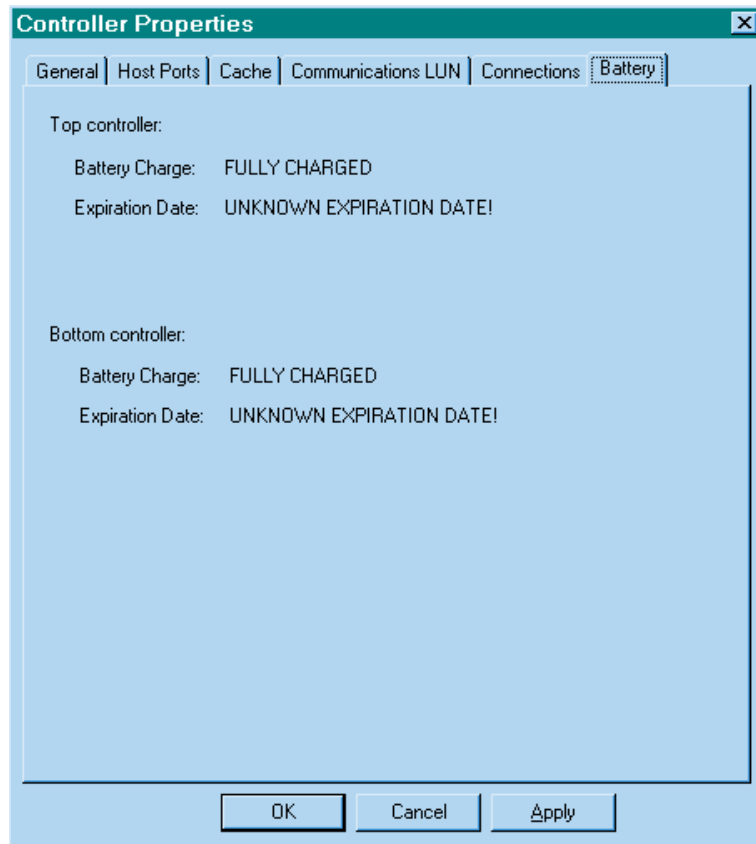 Controller Properties
General Host Ports Cache Communications LUN Connections Battery
Top controller:
Battery Charge: FULLY CHARGED
Expiration Date: UNKNOWN EXPIRATION DATE!
Bottom controller:
Battery Charge: FULLY CHARGED
Expiration Date: UNKNOWN EXPIRATION DATE!
OK Cancel Apply